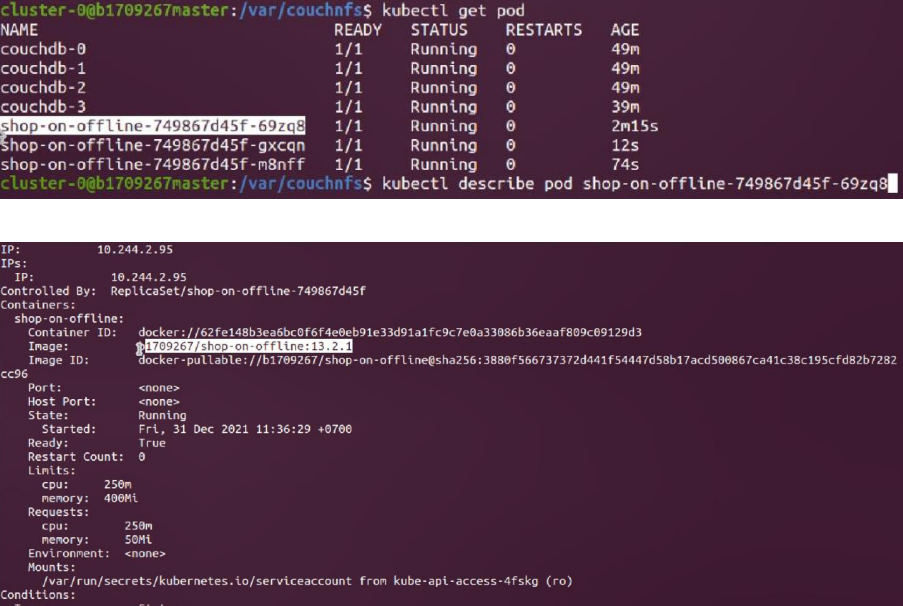 cluster-0@b1709267master:/var/couchnfs$ kubectl get pod
NAME READY STATUS RESTARTS AGE
couchdb-0 1/1 Running 0 49m
couchdb-1 1/1 Running 0 49m
couchdb-2 1/1 Running 0 49m
couchdb-3 1/1 Running 0 39m
shop-on-offline-749867d45f-69zq8 1/1 Running 0 2m15s
shop-on-offline-749867d45f-gxcqn 1/1 Running 0 12s
shop-on-offline-749867d45f-m8nff 1/1 Running 0 74s
cluster-0@b1709267master:/var/couchnfs$ kubectl describe pod shop-on-offline-749867d45f-69zq8
IP: 10.244.2.95
IPs:
IP: 10.244.2.95
Controlled By: ReplicaSet/shop-on-offline-749867d45f
Containers:
shop-on-offline:
Container ID: docker://62fe148b3ea6bc0f6f4e0eb91e33d91a1fc9c7e0a33086b36eaaf809c09129d3
Image: b1709267/shop-on-offline:13.2.1
Image ID: docker-pullable://b1709267/shop-on-offline@sha256:3880f566737372d441f54447d58b17acd500867ca41c38c195cfd82b7282
cc96
Port: <none>
Host Port: <none>
State: Running
Started: Fri, 31 Dec 2021 11:36:29 +0700
Ready: True
Restart Count: 0
Limits:
cpu: 250m
memory: 400Mi
Requests:
cpu: 250m
memory: 50Mi
Environment: <none>
Mounts:
/var/run/secrets/kubernetes.io/serviceaccount from kube-api-access-4fskg (ro)
Conditions: